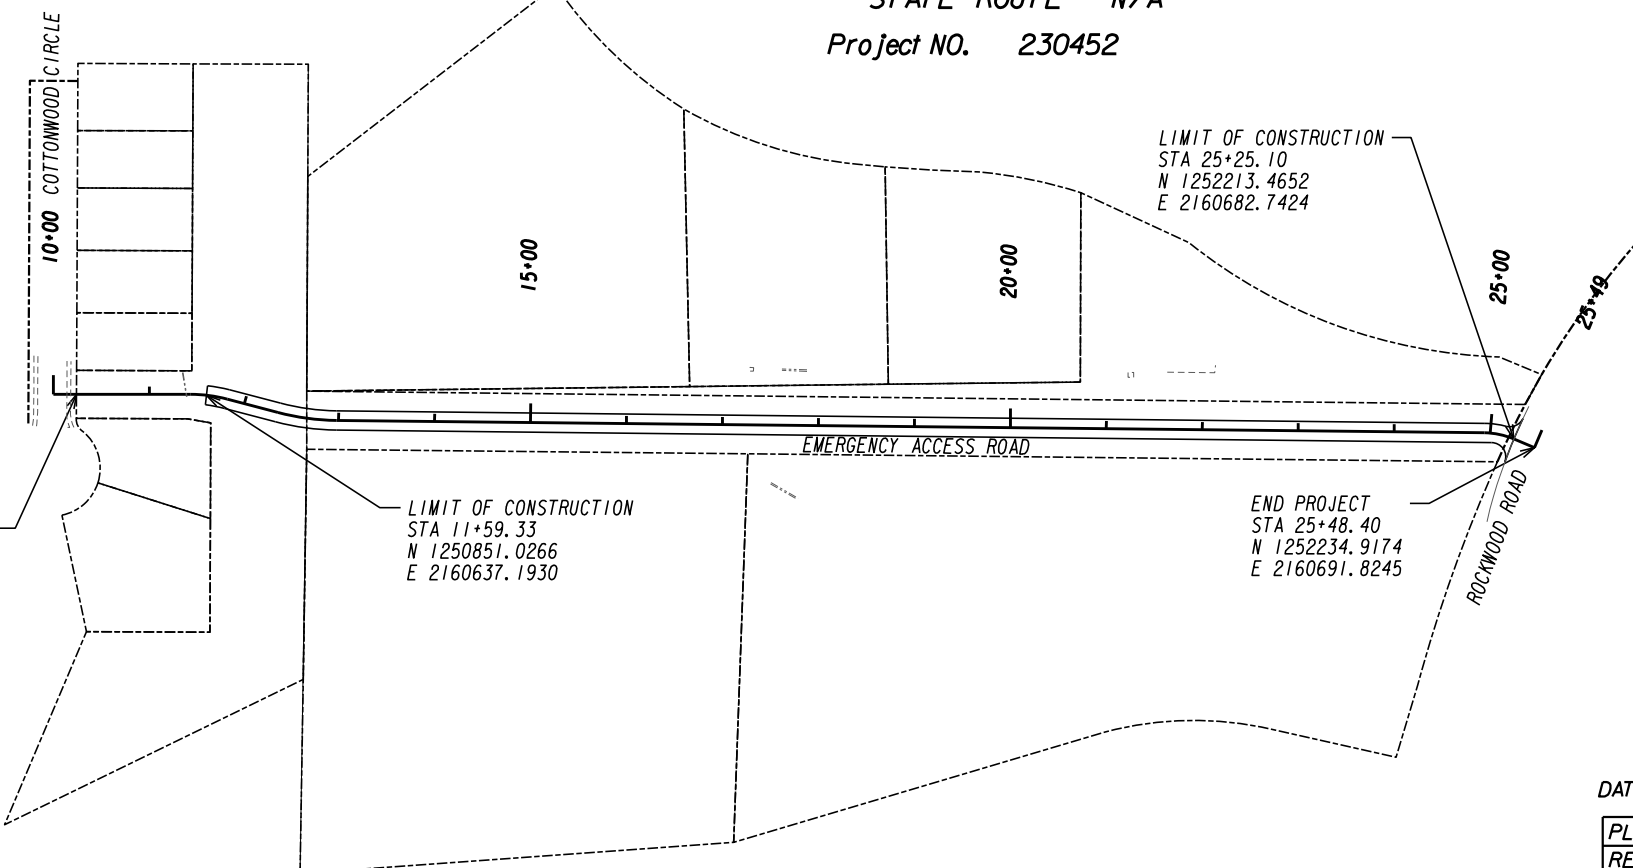 STATE ROUTE N/A
Project NO. 230452
COTTONWOOD CIRCLE
10+00
LIMIT OF CONSTRUCTION
STA 25+25.10
N 1252213.4652
E 2160682.7424
15+00
20+00
25+00
25+49
EMERGENCY ACCESS ROAD
LIMIT OF CONSTRUCTION
STA 11+59.33
N 1250851.0266
E 2160637.1930
END PROJECT
STA 25+48.40
N 1252234.9174
E 2160691.8245
ROCKWOOD ROAD
DAT
PL
RE